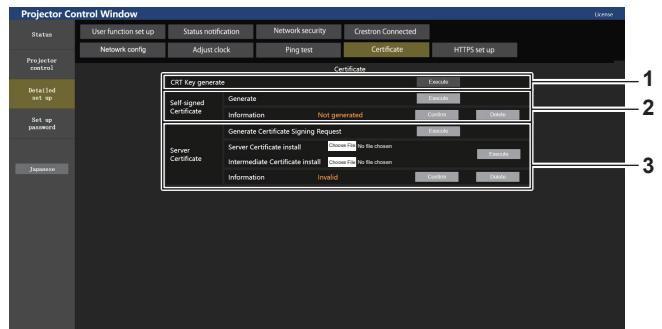 Projector Control Window
License
Status
User function set up
Status notification
Network security
Crestron Connected
Netowrk config
Adjust clock
Ping test
Certificate
HTTPS set up
Projector
control
Detailed
set up
Set up
password
Japanese
Certificate
CRT Key generate
Execute
1
Self-signed
Certificate
Generate
Execute
Information
Not generated
Confirm
Delete
2
Server
Certificate
Generate Certificate Signing Request
Execute
Server Certificate install
Choose File No file chosen
Intermediate Certificate install
Choose File No file chosen
Execute
Information
Invalid
Confirm
Delete
3